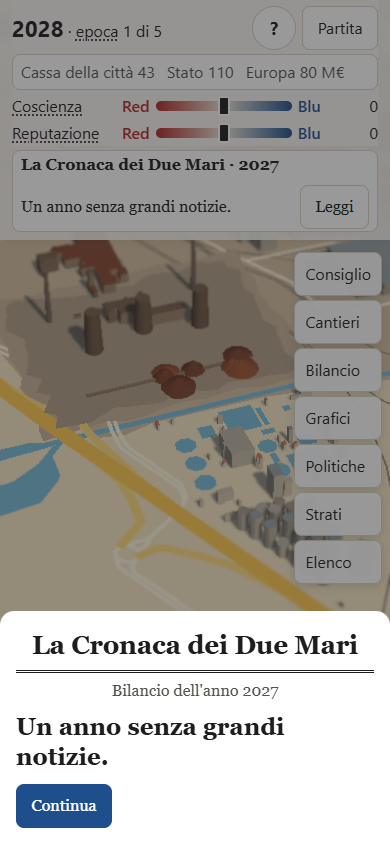 2028 · epoca 1 di 5
?
Partita
Cassa della città 43 Stato 110 Europa 80 M€
Coscienza Red Blu 0
Reputazione Red Blu 0
La Cronaca dei Due Mari · 2027
Un anno senza grandi notizie.
Leggi
Consiglio
Cantieri
Bilancio
Grafici
Politiche
Strati
Elenco
La Cronaca dei Due Mari
Bilancio dell'anno 2027
Un anno senza grandi
notizie.
Continua